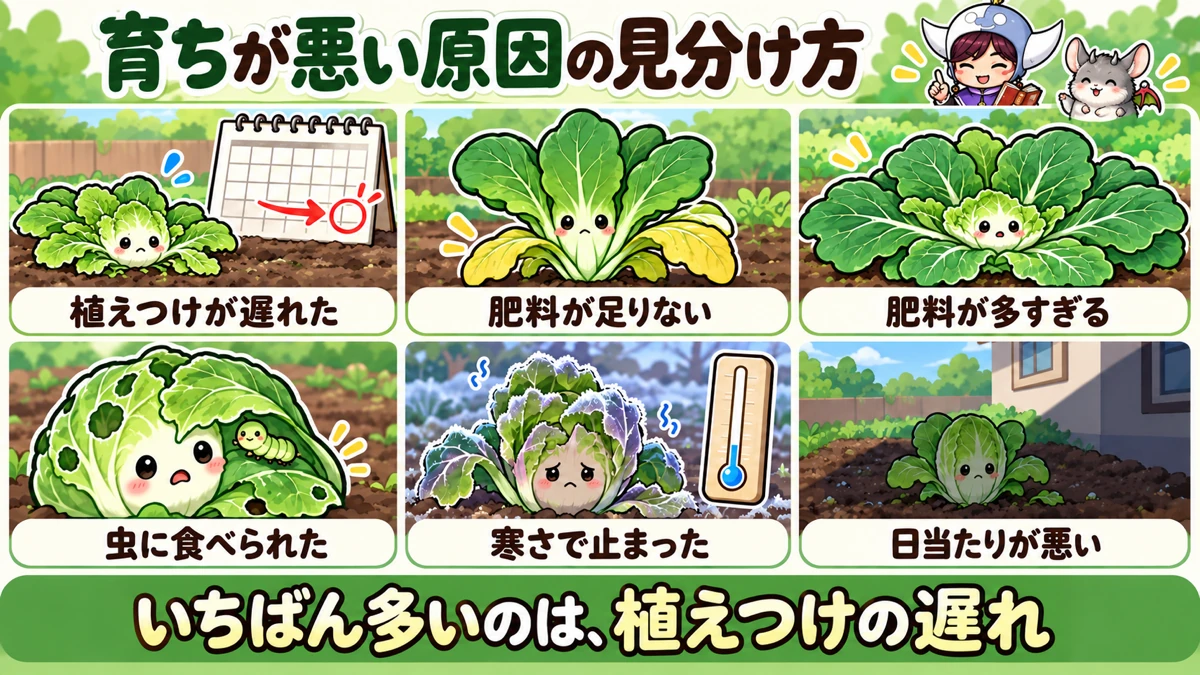 育ちが悪い原因の見分け方
植えつけが遅れた
肥料が足りない
肥料が多すぎる
虫に食べられた
寒さで止まった
日当たりが悪い
いちばん多いのは、植えつけの遅れ